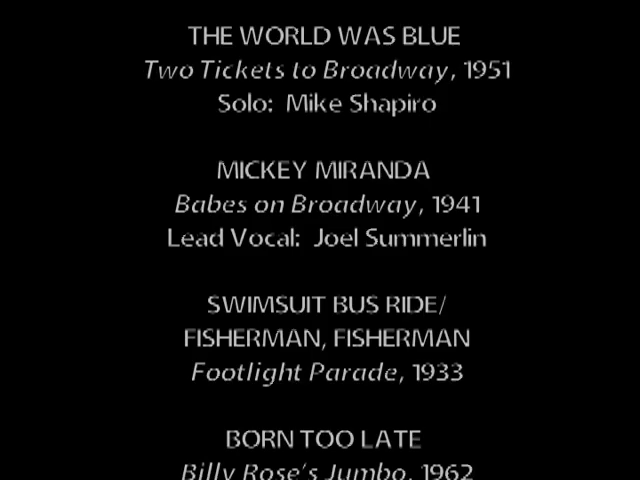 THE WORLD WAS BLUE
Two Tickets to Broadway, 1951
Solo: Mike Shapiro
MICKEY MIRANDA
Babes on Broadway, 1941
Lead Vocal: Joel Summerlin
SWIMSUIT BUS RIDE/
FISHERMAN, FISHERMAN
Footlight Parade, 1933
BORN TOO LATE
Billy Rose's Jumbo, 1962